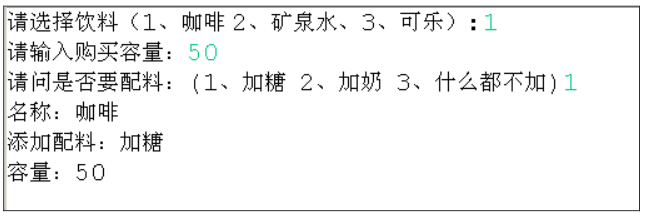 请选择饮料（1、咖啡 2、矿泉水、3、可乐）:1
请输入购买容量：50
请问是否要配料：(1、加糖 2、加奶 3、什么都不加)1
名称：咖啡
添加配料：加糖
容量：50